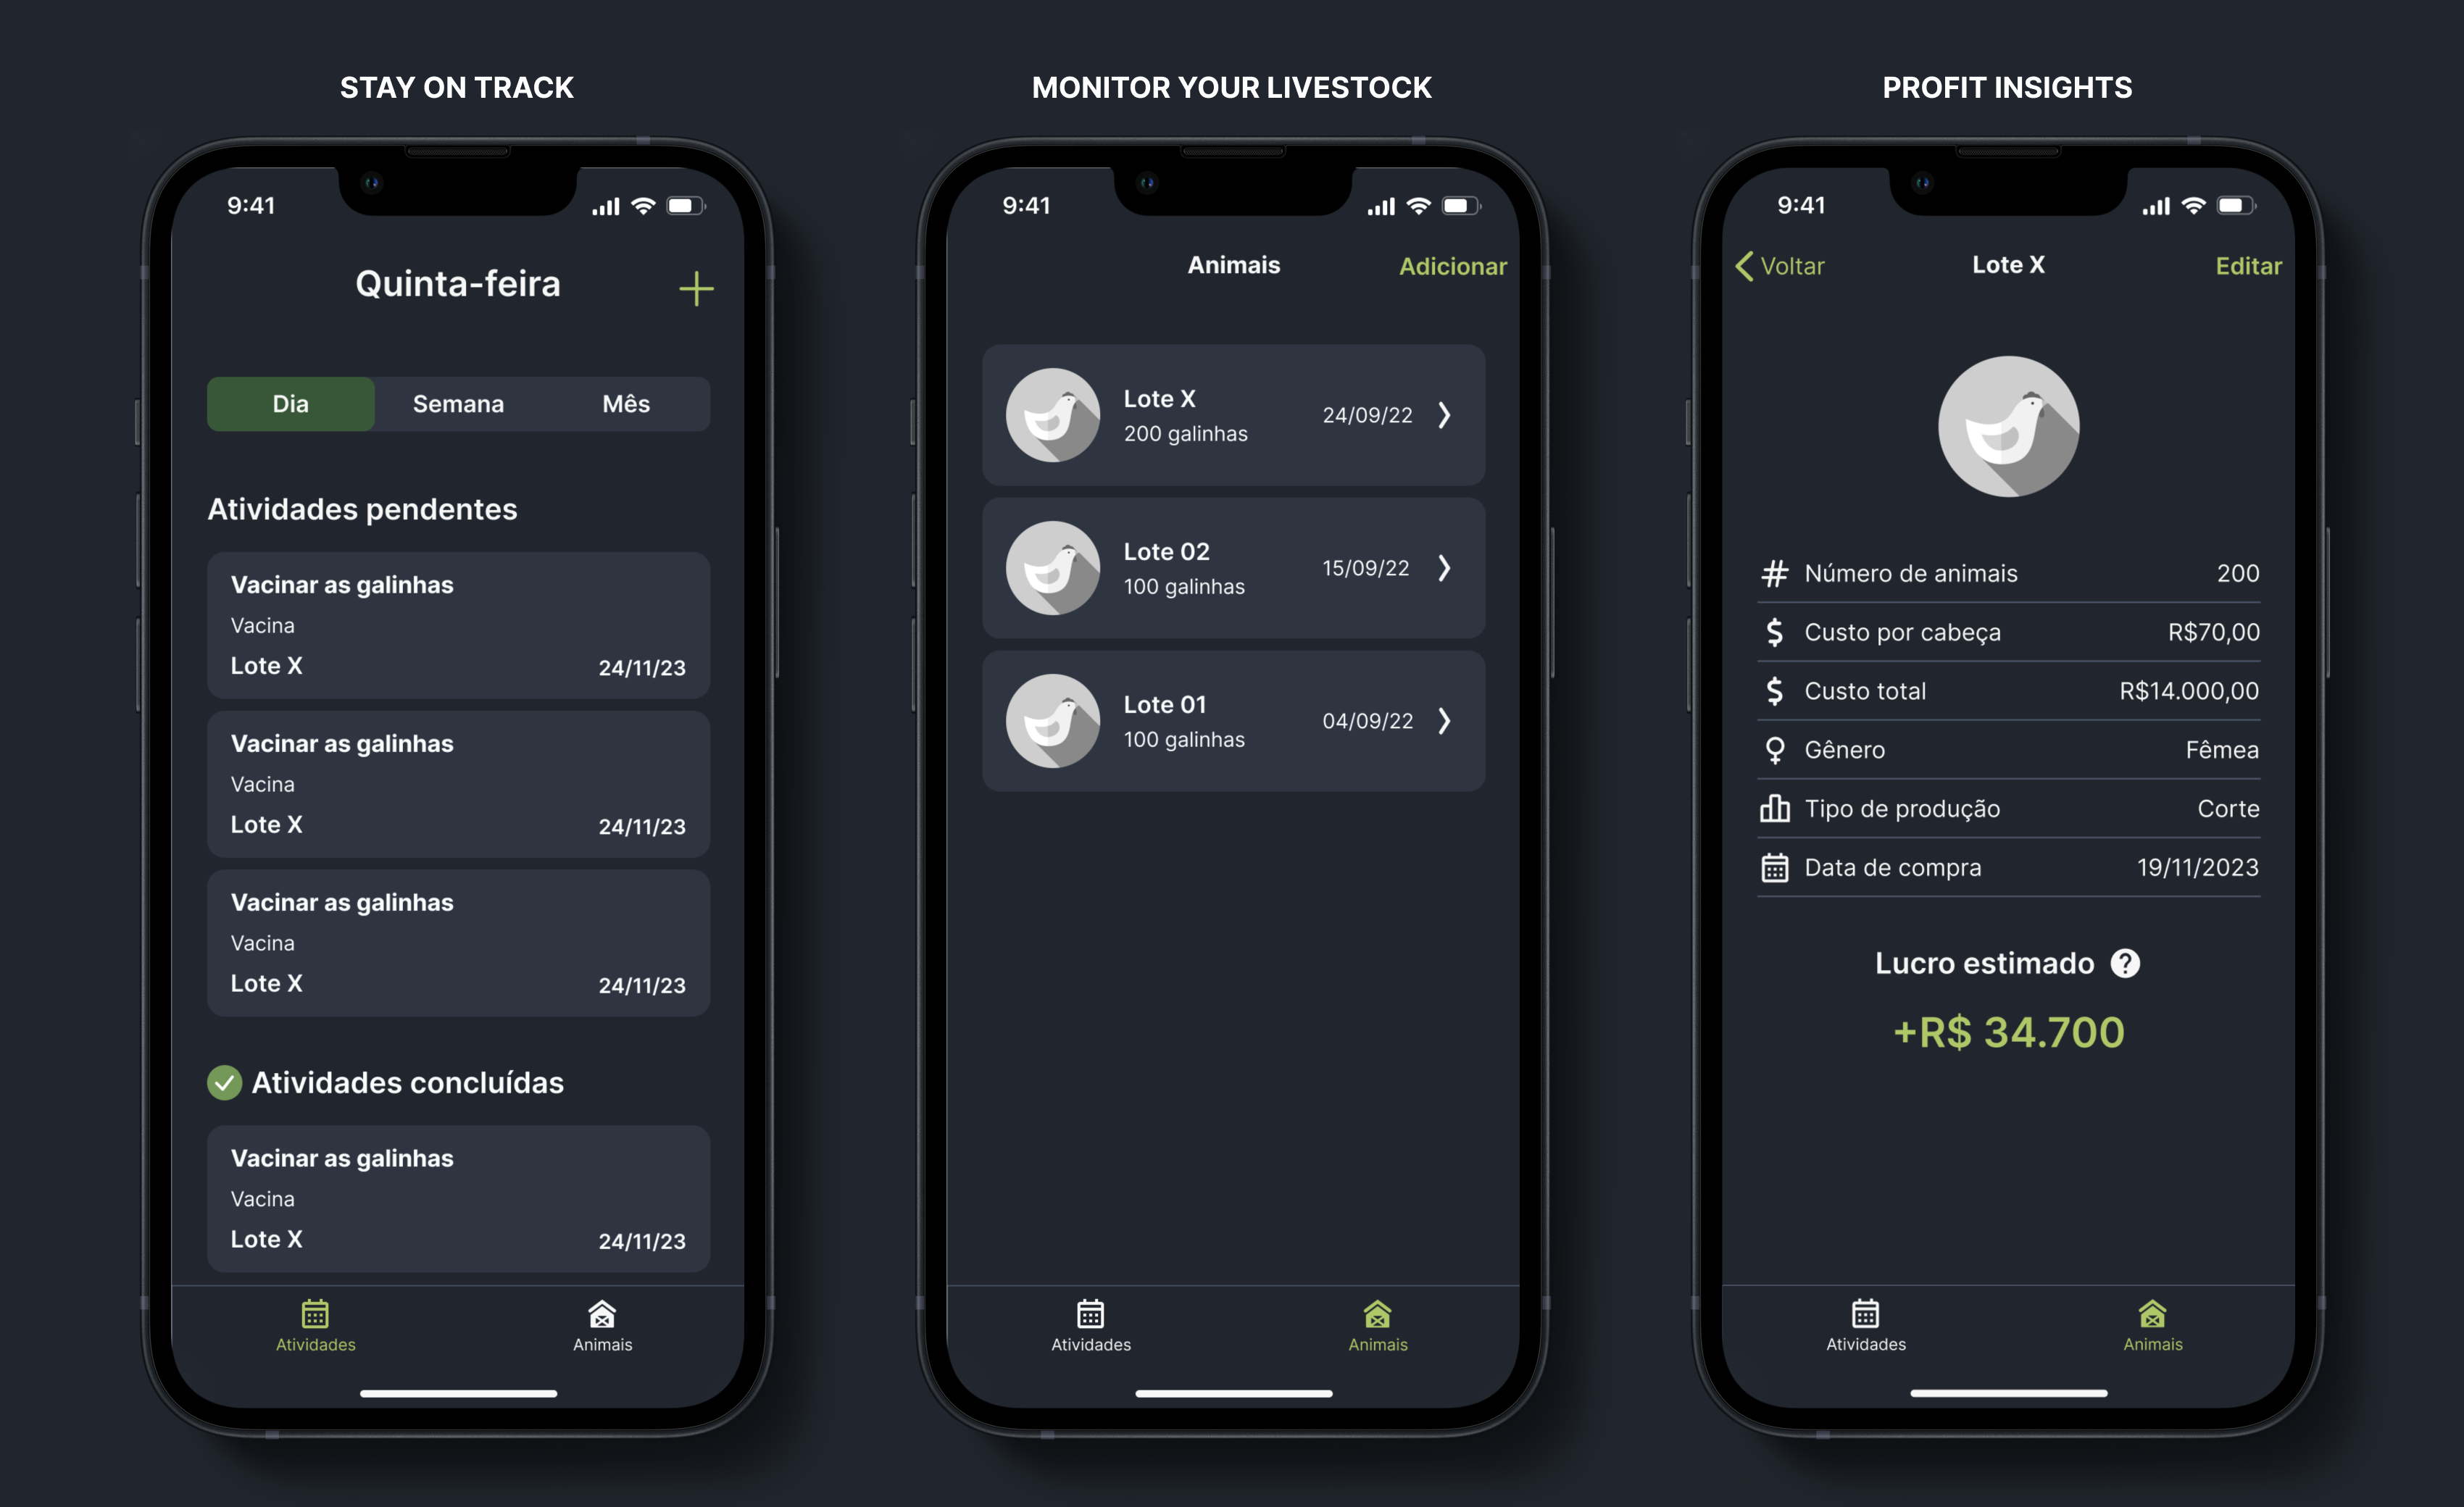 STAY ON TRACK
9:41
Quinta-feira
Dia Semana Mês
Atividades pendentes
Vacinar as galinhas
Vacina
Lote X 24/11/23
Vacinar as galinhas
Vacina
Lote X 24/11/23
Vacinar as galinhas
Vacina
Lote X 24/11/23
Atividades concluídas
Vacinar as galinhas
Vacina
Lote X 24/11/23
Atividades Animais
MONITOR YOUR LIVESTOCK
9:41
Animais Adicionar
Lote X
200 galinhas 24/09/22
Lote 02
100 galinhas 15/09/22
Lote 01
100 galinhas 04/09/22
Atividades Animais
PROFIT INSIGHTS
9:41
Voltar Lote X Editar
# Número de animais 200
$ Custo por cabeça R$70,00
$ Custo total R$14.000,00
Gênero Fêmea
Tipo de produção Corte
Data de compra 19/11/2023
Lucro estimado ?
+R$ 34.700
Atividades Animais